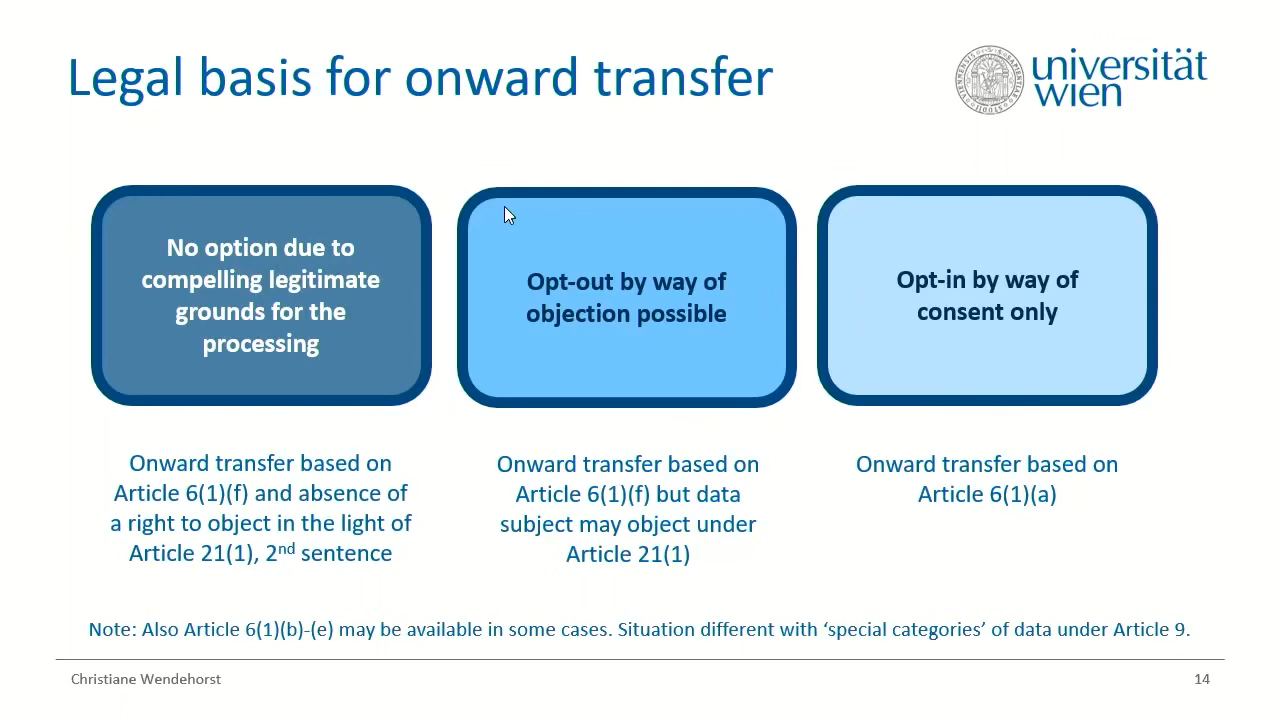 Legal basis for onward transfer
universität
wien
No option due to
compelling legitimate
grounds for the
processing
Opt-out by way of
objection possible
Opt-in by way of
consent only
Onward transfer based on
Article 6(1)(f) and absence of
a right to object in the light of
Article 21(1), 2nd sentence
Onward transfer based on
Article 6(1)(f) but data
subject may object under
Article 21(1)
Onward transfer based on
Article 6(1)(a)
Note: Also Article 6(1)(b)-(e) may be available in some cases. Situation different with ‘special categories’ of data under Article 9.
Christiane Wendehorst
14